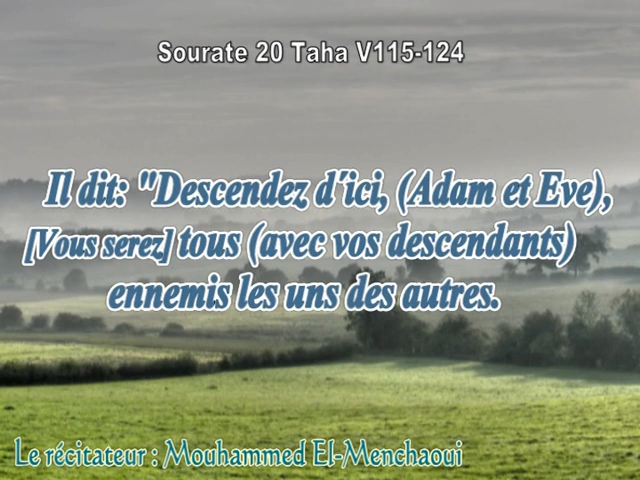 Sourate 20 Taha V115-124
Il dit: "Descendez d'ici, (Adam et Eve),
[Vous serez] tous (avec vos descendants)
ennemis les uns des autres.
Le récitateur : Mouhammed El-Menchaoui